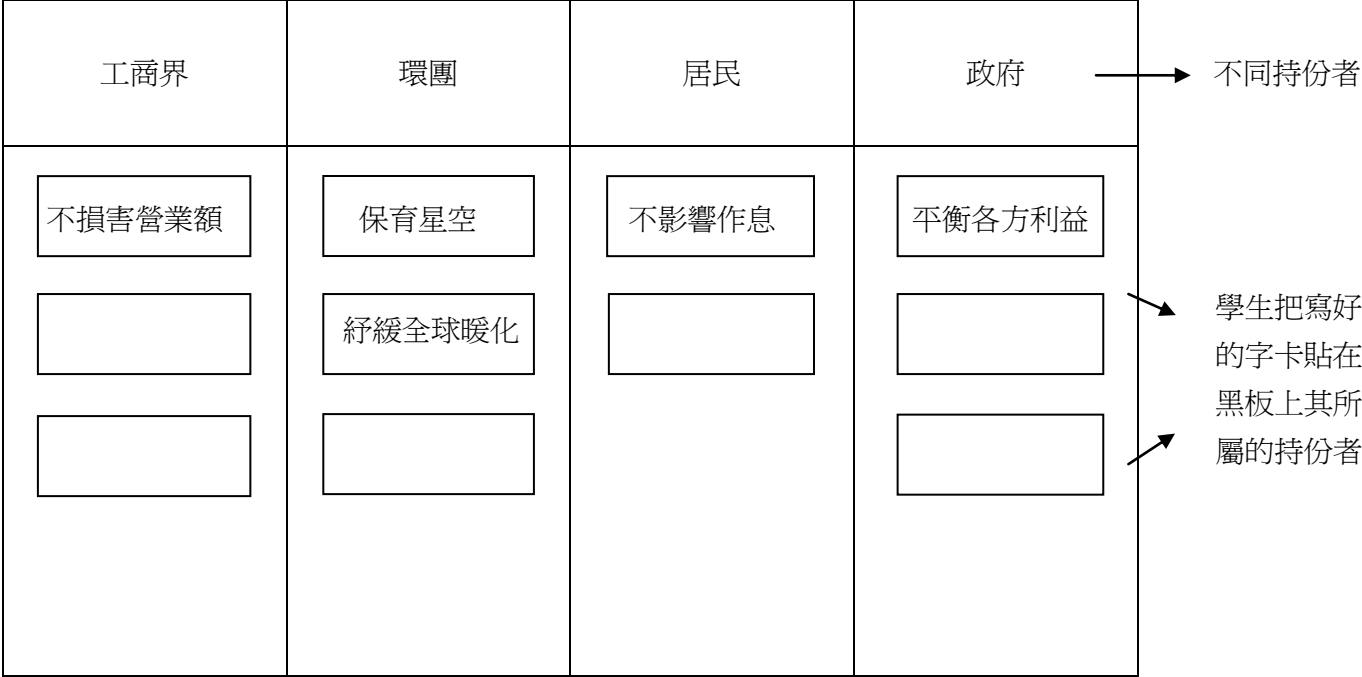 工商界
環團
居民
政府
不同持份者
不損害營業額
保育星空
不影響作息
平衡各方利益
紓緩全球暖化
學生把寫好
的字卡貼在
黑板上其所
屬的持份者